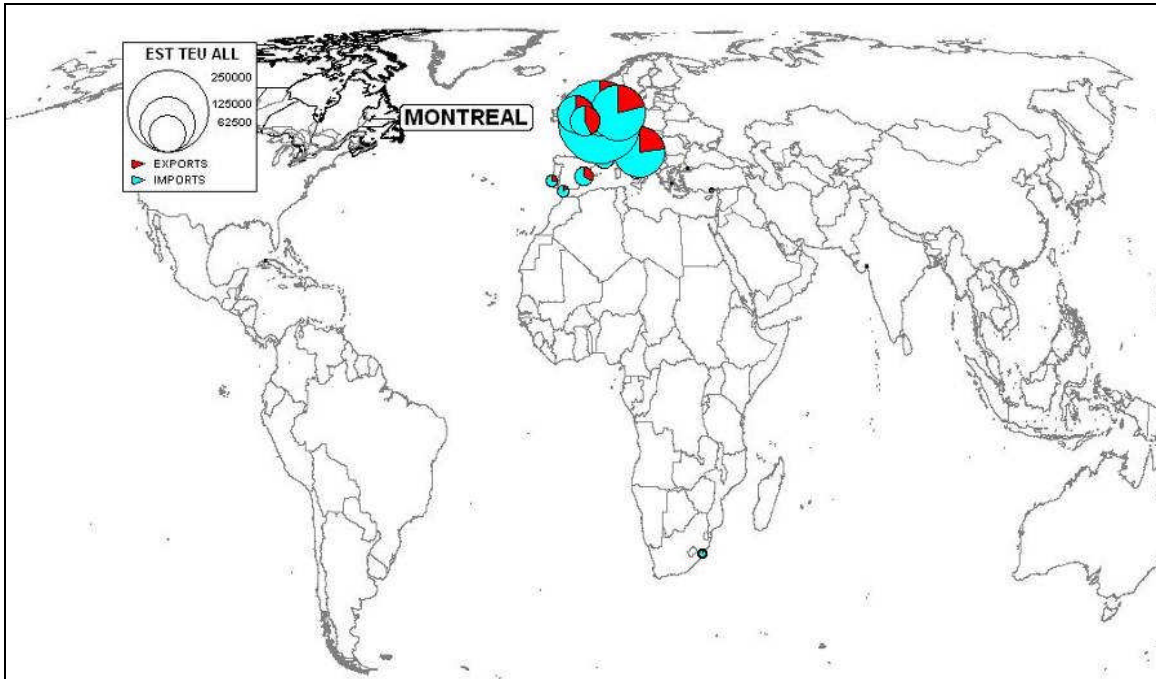 EST TEU ALL
250000
125000
62500
EXPORTS
IMPORTS
MONTREAL